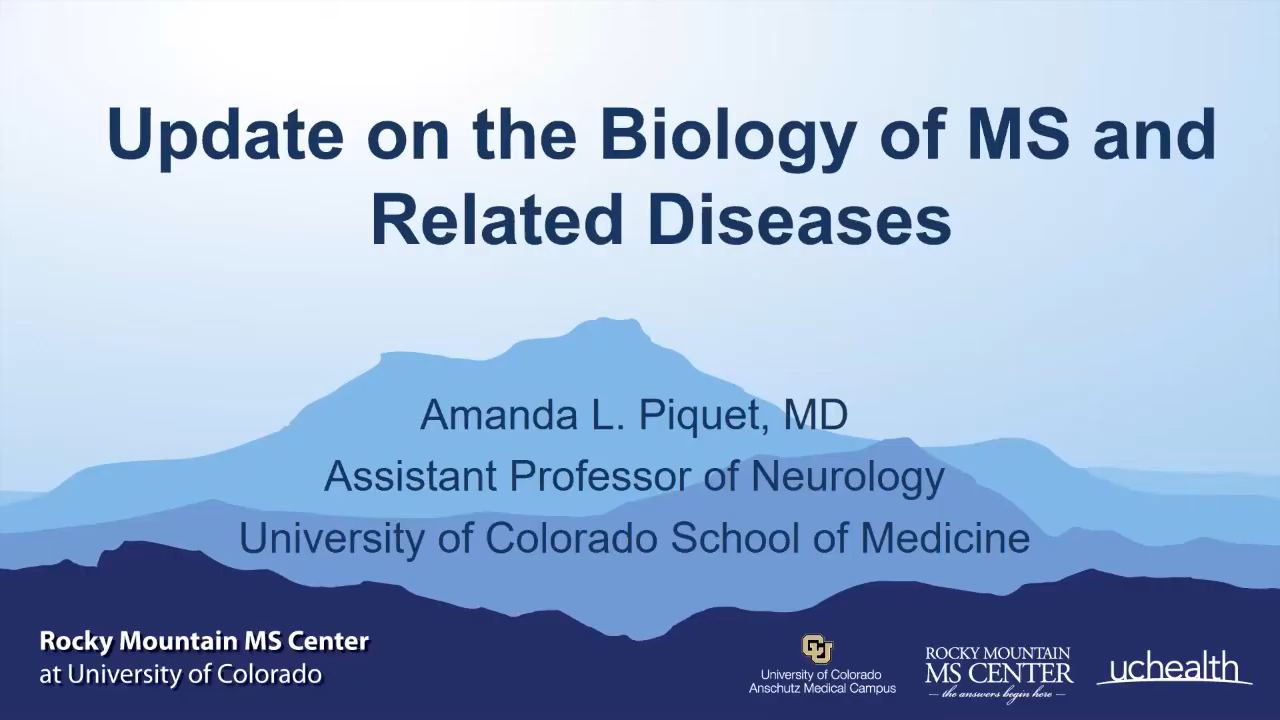 Update on the Biology of MS and
Related Diseases
Amanda L. Piquet, MD
Assistant Professor of Neurology
University of Colorado School of Medicine
Rocky Mountain MS Center
at University of Colorado
CU
University of Colorado
Anschutz Medical Campus
ROCKY MOUNTAIN
MS CENTER
the answers begin here
uchealth